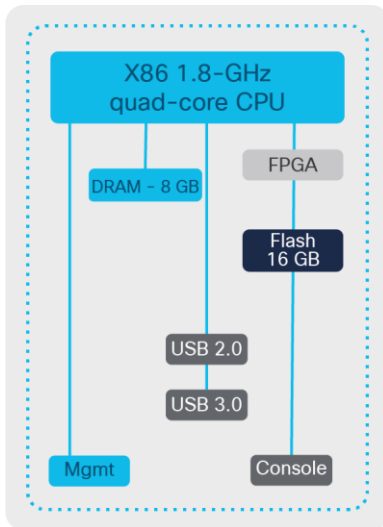 X86 1.8-GHz
quad-core CPU
FPGA
DRAM - 8 GB
Flash
16 GB
USB 2.0
USB 3.0
Mgmt
Console